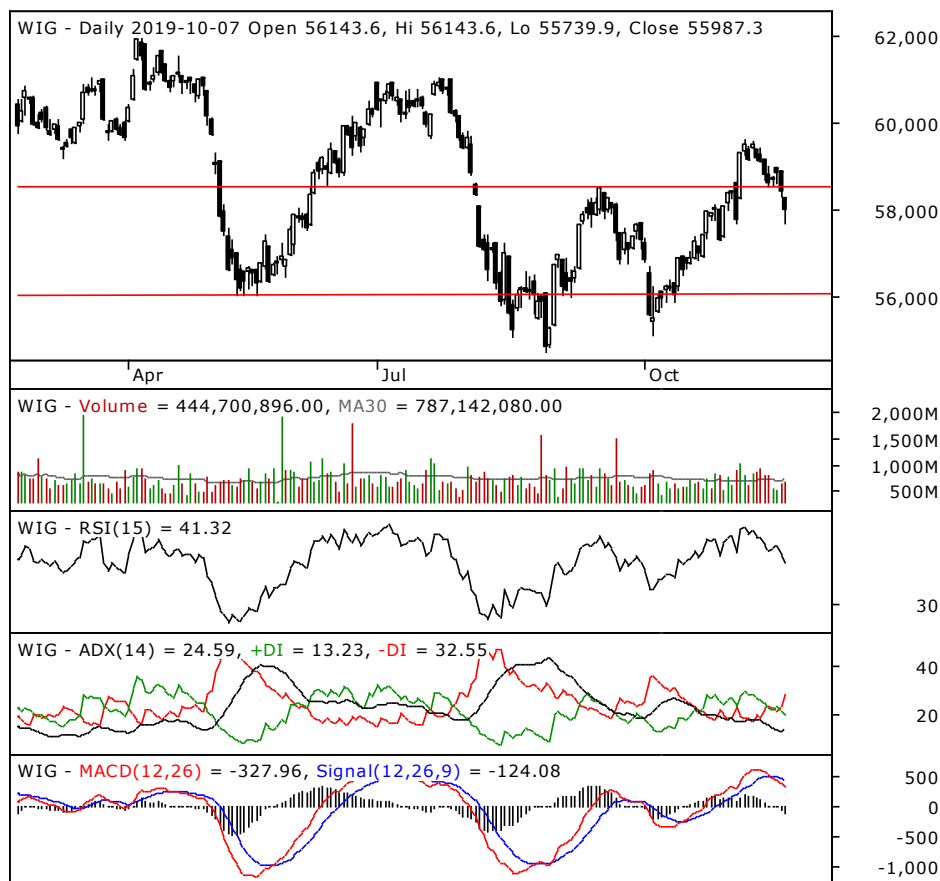 WIG - Daily 2019-10-07 Open 56143.6, Hi 56143.6, Lo 55739.9, Close 55987.3
62,000
60,000
58,000
56,000
Apr
Jul
Oct
WIG - Volume = 444,700,896.00, MA30 = 787,142,080.00
2,000M
1,500M
1,000M
500M
WIG - RSI(15) = 41.32
30
WIG - ADX(14) = 24.59, +DI = 13.23, -DI = 32.55
40
20
WIG - MACD(12,26) = -327.96, Signal(12,26,9) = -124.08
500
0
-500
-1,000